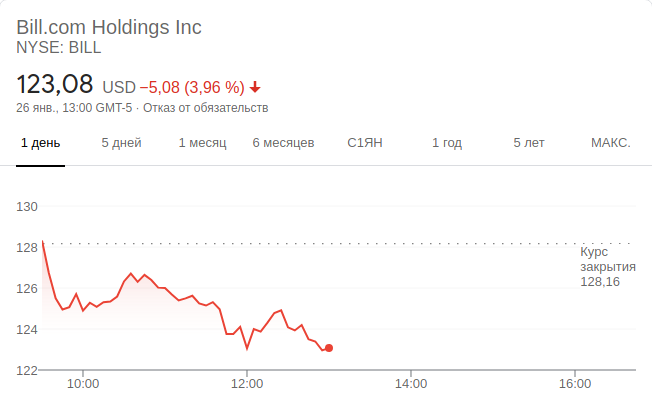 Bill.com Holdings Inc
NYSE: BILL
123,08 USD −5,08 (3,96 %)
26 янв., 13:00 GMT-5 · Отказ от обязательств
1 день 5 дней 1 месяц 6 месяцев С1ЯН 1 год 5 лет МАКС.
130
128
Курс
закрытия
128,16
126
124
122
10:00 12:00 14:00 16:00